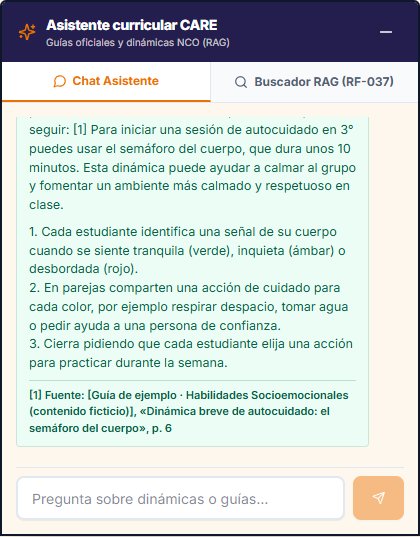 Asistente curricular CARE
Guías oficiales y dinámicas NCO (RAG)
Chat Asistente
Buscador RAG (RF-037)
seguir: [1] Para iniciar una sesión de autocuidado en 3°
puedes usar el semáforo del cuerpo, que dura unos 10
minutos. Esta dinámica puede ayudar a calmar al grupo
y fomentar un ambiente más calmado y respetuoso en
clase.
1. Cada estudiante identifica una señal de su cuerpo
cuando se siente tranquila (verde), inquieta (ámbar) o
desbordada (rojo).
2. En parejas comparten una acción de cuidado para
cada color, por ejemplo respirar despacio, tomar agua
o pedir ayuda a una persona de confianza.
3. Cierra pidiendo que cada estudiante elija una acción
para practicar durante la semana.
[1] Fuente: [Guía de ejemplo · Habilidades Socioemocionales
(contenido ficticio)], «Dinámica breve de autocuidado: el
semáforo del cuerpo», p. 6
Pregunta sobre dinámicas o guías...